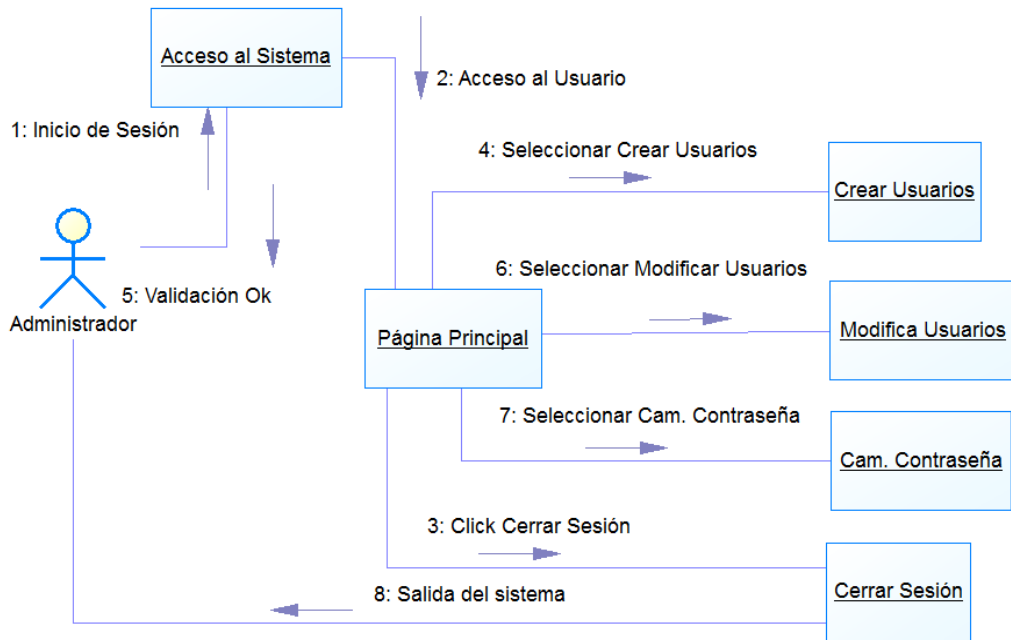 Acceso al Sistema
2: Acceso al Usuario
1: Inicio de Sesión
4: Seleccionar Crear Usuarios
Crear Usuarios
6: Seleccionar Modificar Usuarios
5: Validación Ok
Administrador
Página Principal
Modifica Usuarios
7: Seleccionar Cam. Contraseña
Cam. Contraseña
3: Click Cerrar Sesión
8: Salida del sistema
Cerrar Sesión